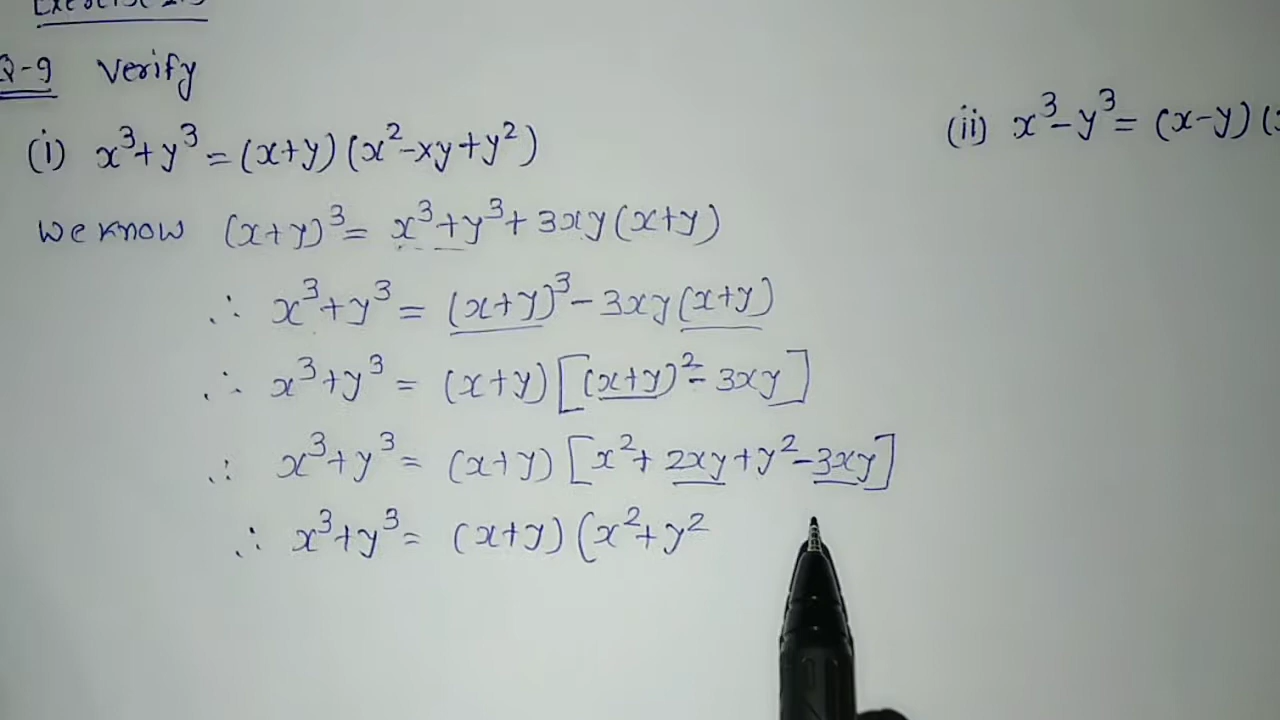 Q-9 Verify
(i) x³+y³=(x+y)(x²-xy+y²)
(ii) x³-y³=(x-y)(
we know (x+y)³= x³+y³+3xy(x+y)
∴ x³+y³ = (x+y)³-3xy(x+y)
∴ x³+y³ = (x+y)[(x+y)²-3xy]
∴ x³+y³ = (x+y)[x²+2xy+y²-3xy]
∴ x³+y³= (x+y)(x²+y²